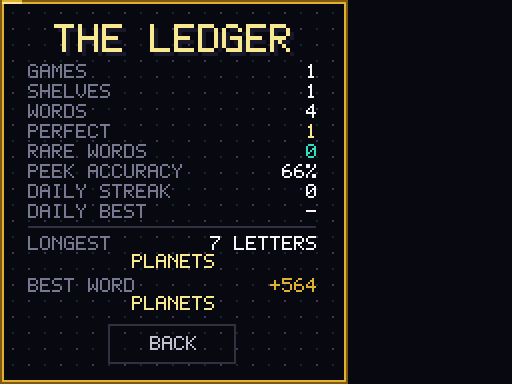 THE LEDGER
GAMES 1
SHELVES 1
WORDS 4
PERFECT 1
RARE WORDS 0
PEEK ACCURACY 66%
DAILY STREAK 0
DAILY BEST -
LONGEST 7 LETTERS
PLANETS
BEST WORD +564
PLANETS
BACK